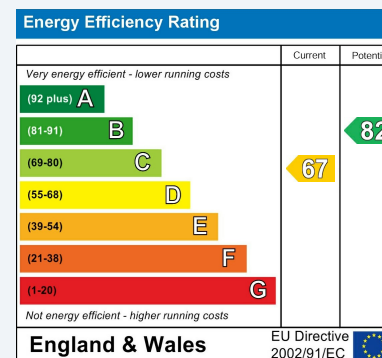 Energy Efficiency Rating
Current Potenti
Very energy efficient - lower running costs
(92 plus) A
(81-91) B 82
(69-80) C 67
(55-68) D
(39-54) E
(21-38) F
(1-20) G
Not energy efficient - higher running costs
England & Wales
EU Directive
2002/91/EC